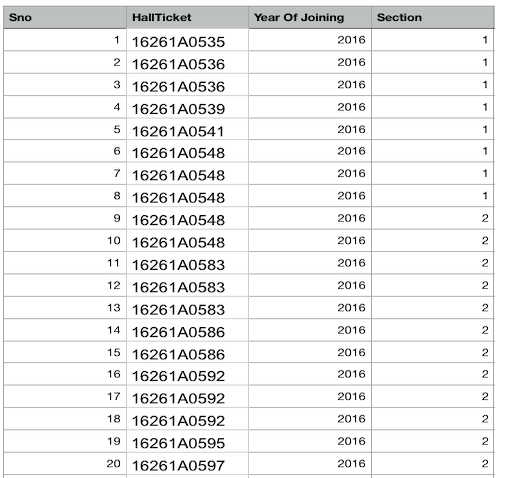 Sno HallTicket Year Of Joining Section
1 16261A0535 2016 1
2 16261A0536 2016 1
3 16261A0536 2016 1
4 16261A0539 2016 1
5 16261A0541 2016 1
6 16261A0548 2016 1
7 16261A0548 2016 1
8 16261A0548 2016 1
9 16261A0548 2016 2
10 16261A0548 2016 2
11 16261A0583 2016 2
12 16261A0583 2016 2
13 16261A0583 2016 2
14 16261A0586 2016 2
15 16261A0586 2016 2
16 16261A0592 2016 2
17 16261A0592 2016 2
18 16261A0592 2016 2
19 16261A0595 2016 2
20 16261A0597 2016 2